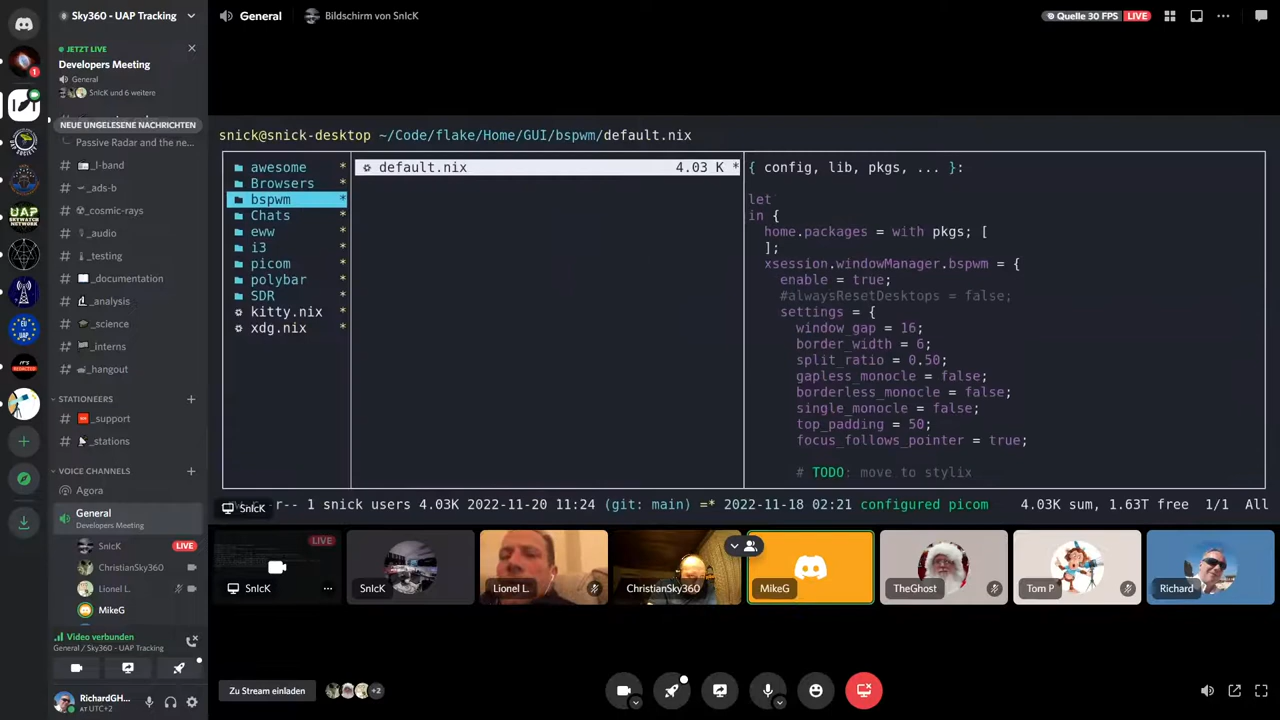 Sky360 - UAP Tracking
JETZT LIVE
Developers Meeting
General
SnIcK und 6 weitere
NEUE UNGELESENE NACHRICHTEN
Passive Radar and the ne...
_l-band
_ads-b
_cosmic-rays
_audio
_testing
_documentation
_analysis
_science
_interns
_hangout
STATIONEERS
_support
_stations
VOICE CHANNELS
Agora
General
Developers Meeting
SnIcK LIVE
ChristianSky360
Lionel L.
MikeG
Video verbunden
General / Sky360 - UAP Tracking
RichardGH...
at UTC+2
General Bildschirm von SnIcK
Quelle 30 FPS LIVE
snick@snick-desktop ~/Code/flake/Home/GUI/bspwm/default.nix
awesome *
Browsers *
bspwm *
Chats *
eww *
i3 *
picom *
polybar *
SDR *
kitty.nix *
xdg.nix *
default.nix 4.03 K *
{ config, lib, pkgs, ... }:
let
in {
home.packages = with pkgs; [
];
xsession.windowManager.bspwm = {
enable = true;
#alwaysResetDesktops = false;
settings = {
window_gap = 16;
border_width = 6;
split_ratio = 0.50;
gapless_monocle = false;
borderless_monocle = false;
single_monocle = false;
top_padding = 50;
focus_follows_pointer = true;
# TODO: move to stylix
r-- 1 snick users 4.03K 2022-11-20 11:24 (git: main) =* 2022-11-18 02:21 configured picom 4.03K sum, 1.63T free 1/1 All
SnIcK
LIVE
SnIcK
SnIcK
Lionel L.
ChristianSky360
MikeG
TheGhost
Tom P
Richard
Zu Stream einladen
+2